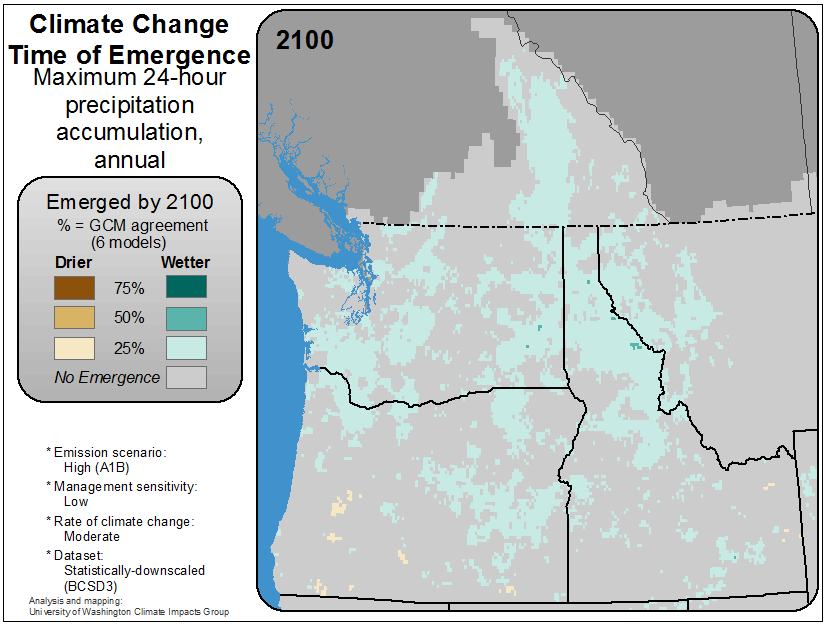 Climate Change
Time of Emergence
Maximum 24-hour
precipitation
accumulation,
annual
2100
Emerged by 2100
% = GCM agreement
(6 models)
Drier Wetter
75%
50%
25%
No Emergence
* Emission scenario:
High (A1B)
* Management sensitivity:
Low
* Rate of climate change:
Moderate
* Dataset:
Statistically-downscaled
(BCSD3)
Analysis and mapping:
University of Washington Climate Impacts Group